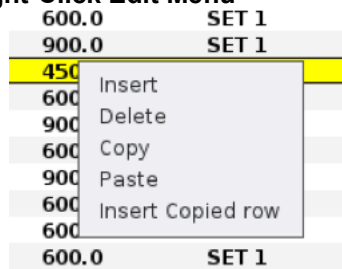 ght-Click Edit Menu
600.0 SET 1
900.0 SET 1
450
600
900
600
900
600
600
600.0 SET 1
Insert
Delete
Copy
Paste
Insert Copied row